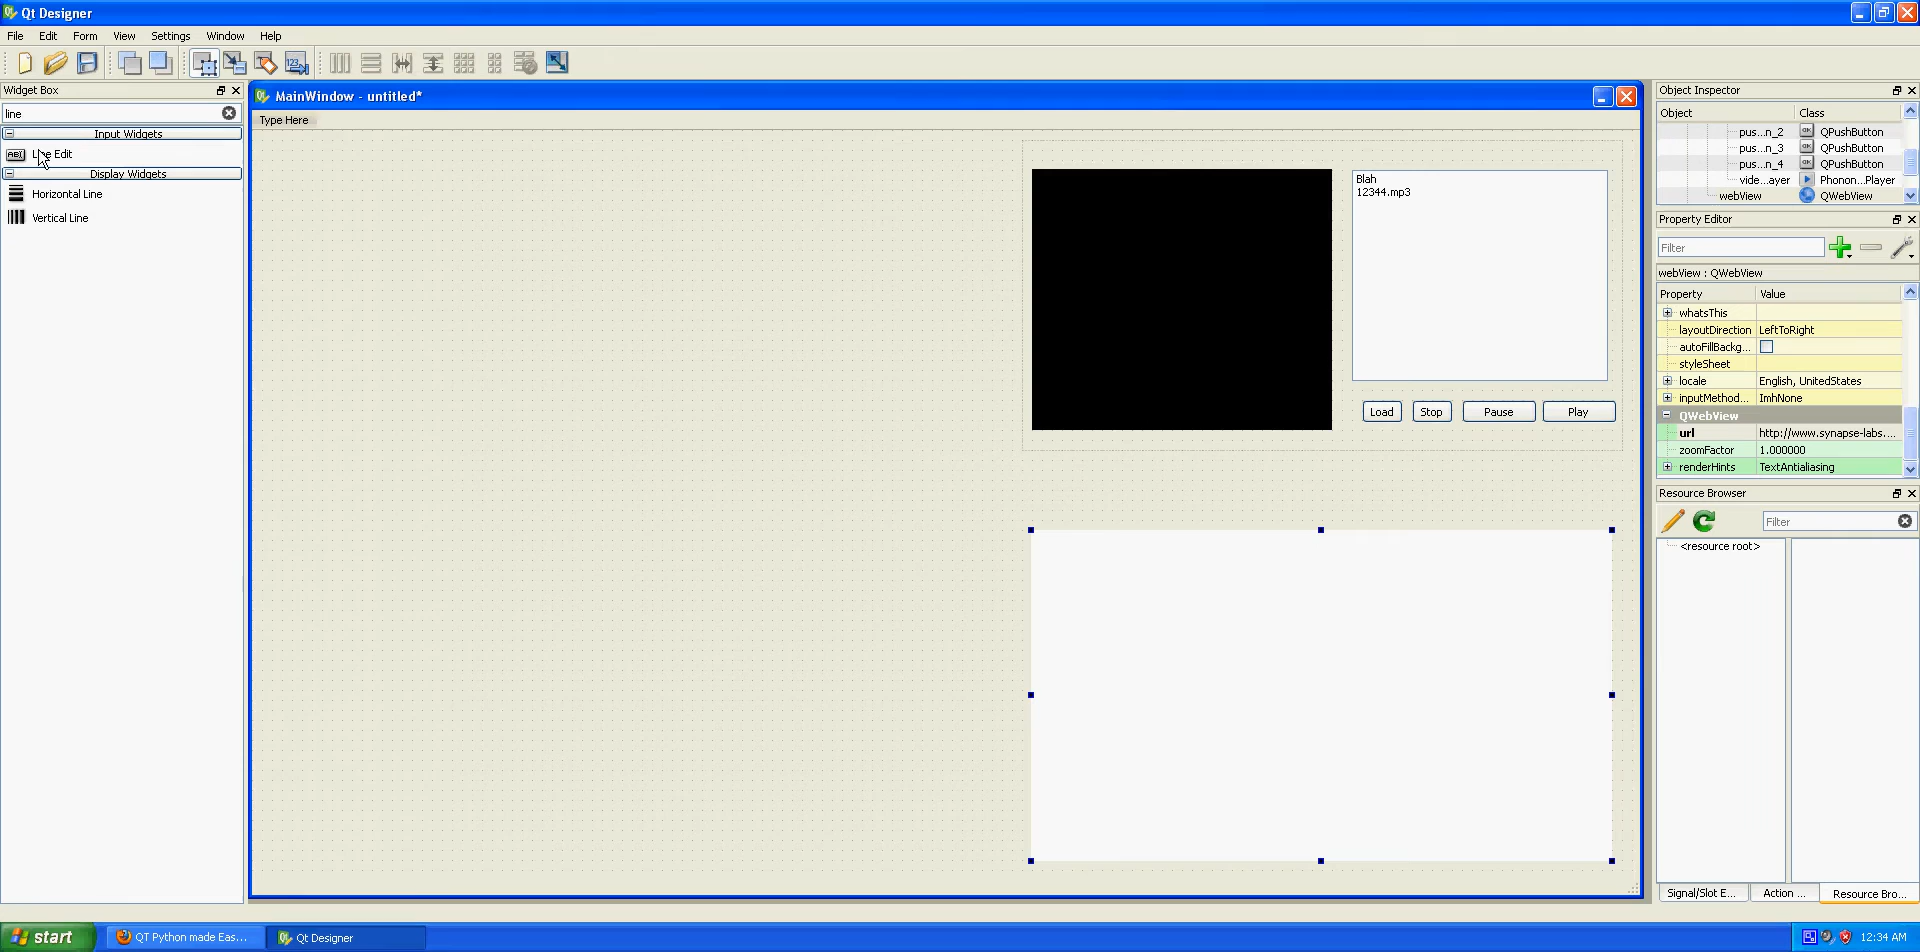 Qt Designer
File Edit Form View Settings Window Help
Widget Box
line
Input Widgets
Line Edit
Display Widgets
Horizontal Line
Vertical Line
MainWindow - untitled*
Type Here
Blah
12344.mp3
Load Stop Pause Play
Object Inspector
Object Class
pus...n_2 QPushButton
pus...n_3 QPushButton
pus...n_4 QPushButton
vide...ayer Phonon...Player
webView QWebView
Property Editor
Filter
webView : QWebView
Property Value
whatsThis
layoutDirection LeftToRight
autoFillBackg...
styleSheet
locale English, UnitedStates
inputMethod... ImhNone
QWebView
url http://www.synapse-labs....
zoomFactor 1.000000
renderHints TextAntialiasing
Resource Browser
Filter
<resource root>
Signal/Slot E... Action ... Resource Bro...
start QT Python made Eas... Qt Designer 12:34 AM